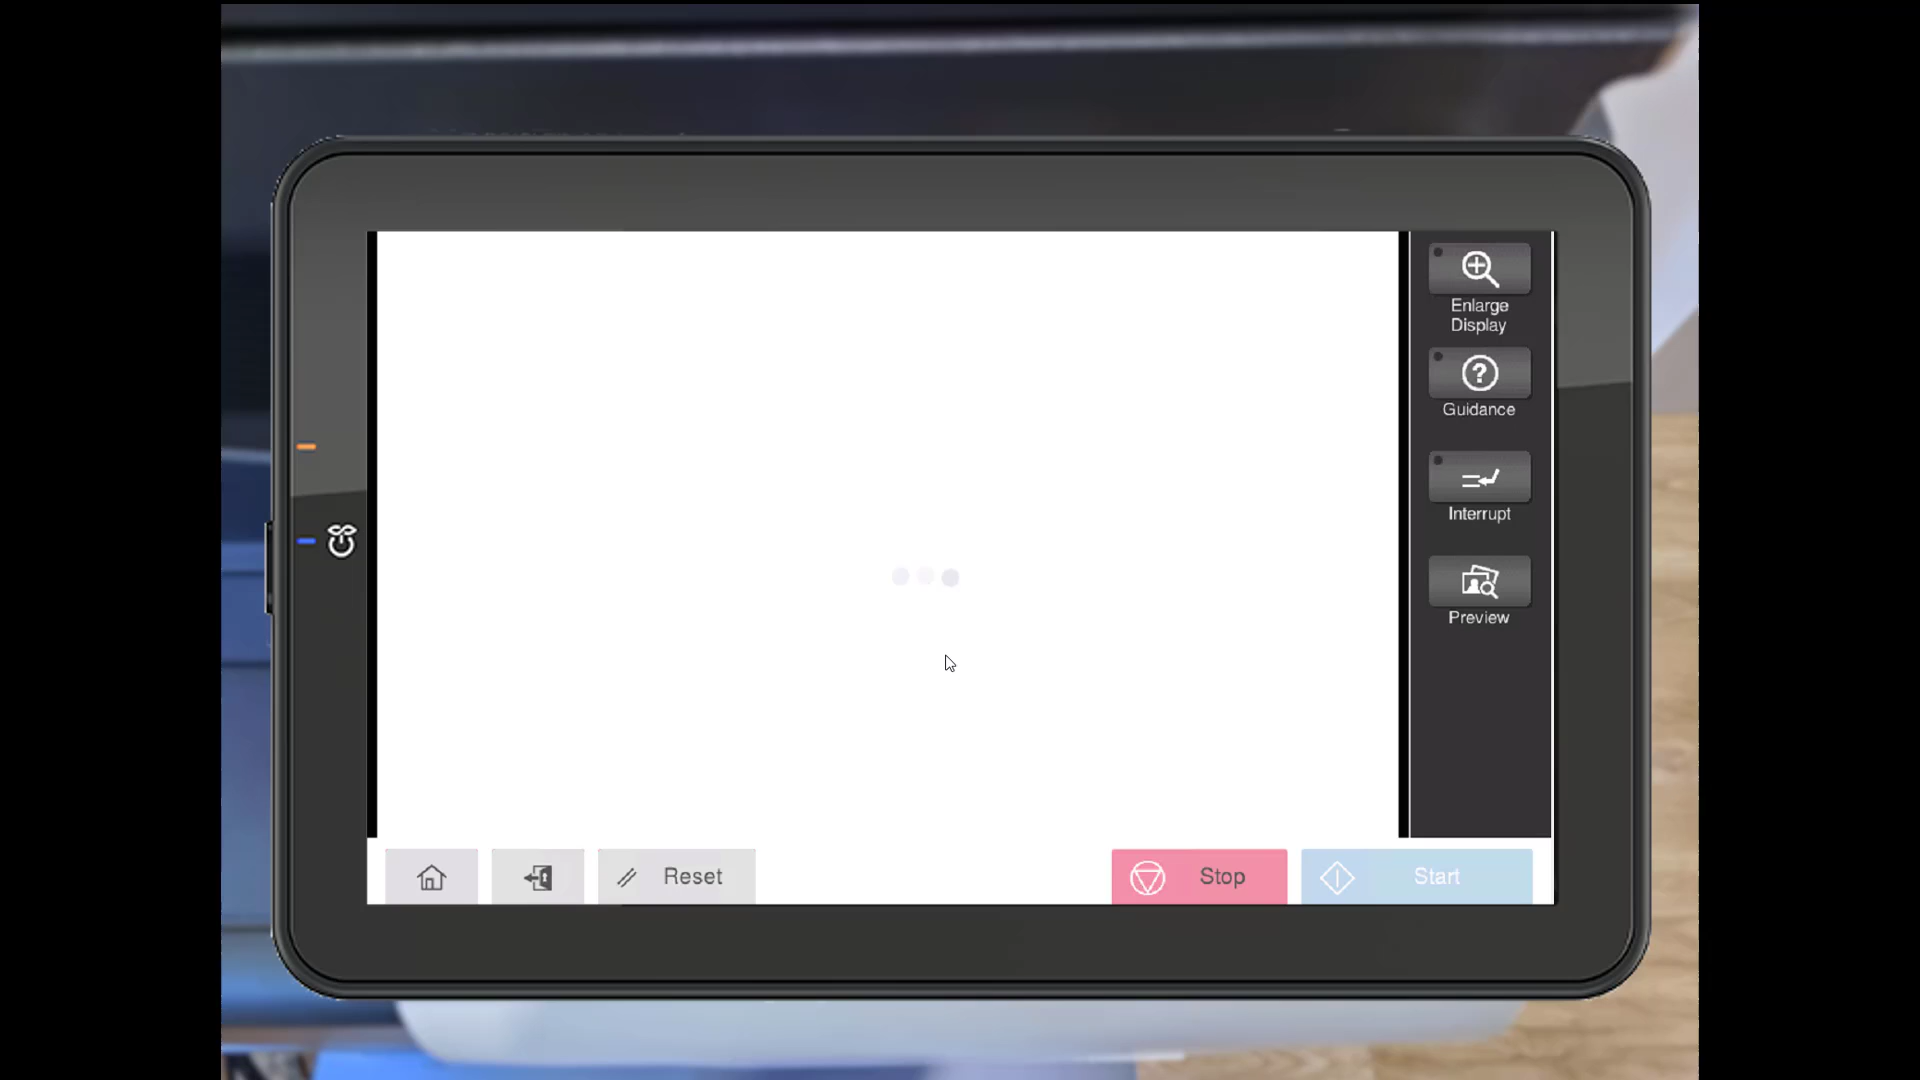 Enlarge
Display
Guidance
Interrupt
Preview
Reset
Stop
Start